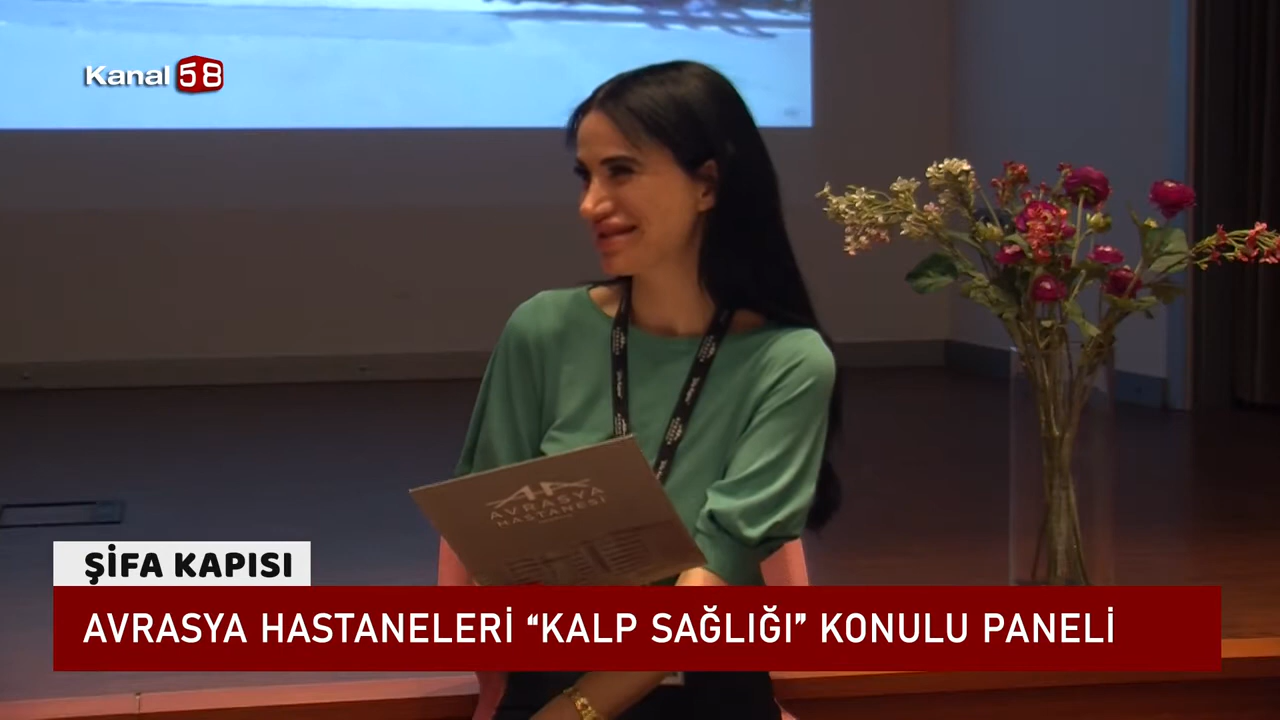 Kanal 58
AVRASYA
HASTANESİ
ŞİFA KAPISI
AVRASYA HASTANELERİ “KALP SAĞLIĞI” KONULU PANELİ